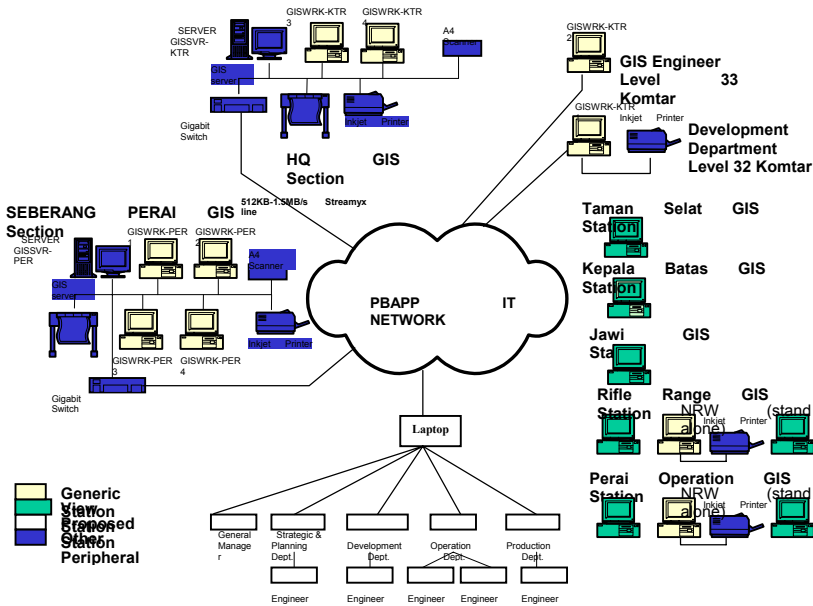 SERVER
GISSVR-
KTR
GISWRK-KTR
3
GISWRK-KTR
4
A4
GIS
server
Gigabit
Switch
Inkjet Printer
HQ GIS
Section
512KB-1.5MB/s Streamyx
line
GISWRK-KTR
2
GIS Engineer
Level 33
Komtar
GISWRK-KTR
1
Inkjet Printer
Development
Department
Level 32 Komtar
SEBERANG PERAI GIS
Section
SERVER
GISSVR-
PER
GISWRK-PER
1
GISWRK-PER
2
A4
Scanner
GIS
server
GISWRK-PER
3
GISWRK-PER
4
Inkjet Printer
Gigabit
Switch
PBAPP IT
NETWORK
Taman Selat GIS
Station
Kepala Batas GIS
Station
Jawi GIS
Rifle Range GIS
Station
NRW (stand
alone)
Inkjet Printer
Perai Operation GIS
Station
NRW (stand
alone)
Inkjet Printer
Laptop
General
Manage
r
Strategic &
Planning
Dept.
Development
Dept.
Operation
Dept.
Production
Dept.
Engineer
Engineer
Engineer
Engineer
Engineer
Generic
Station
View
Station
Proposed
Station
Other
Peripheral